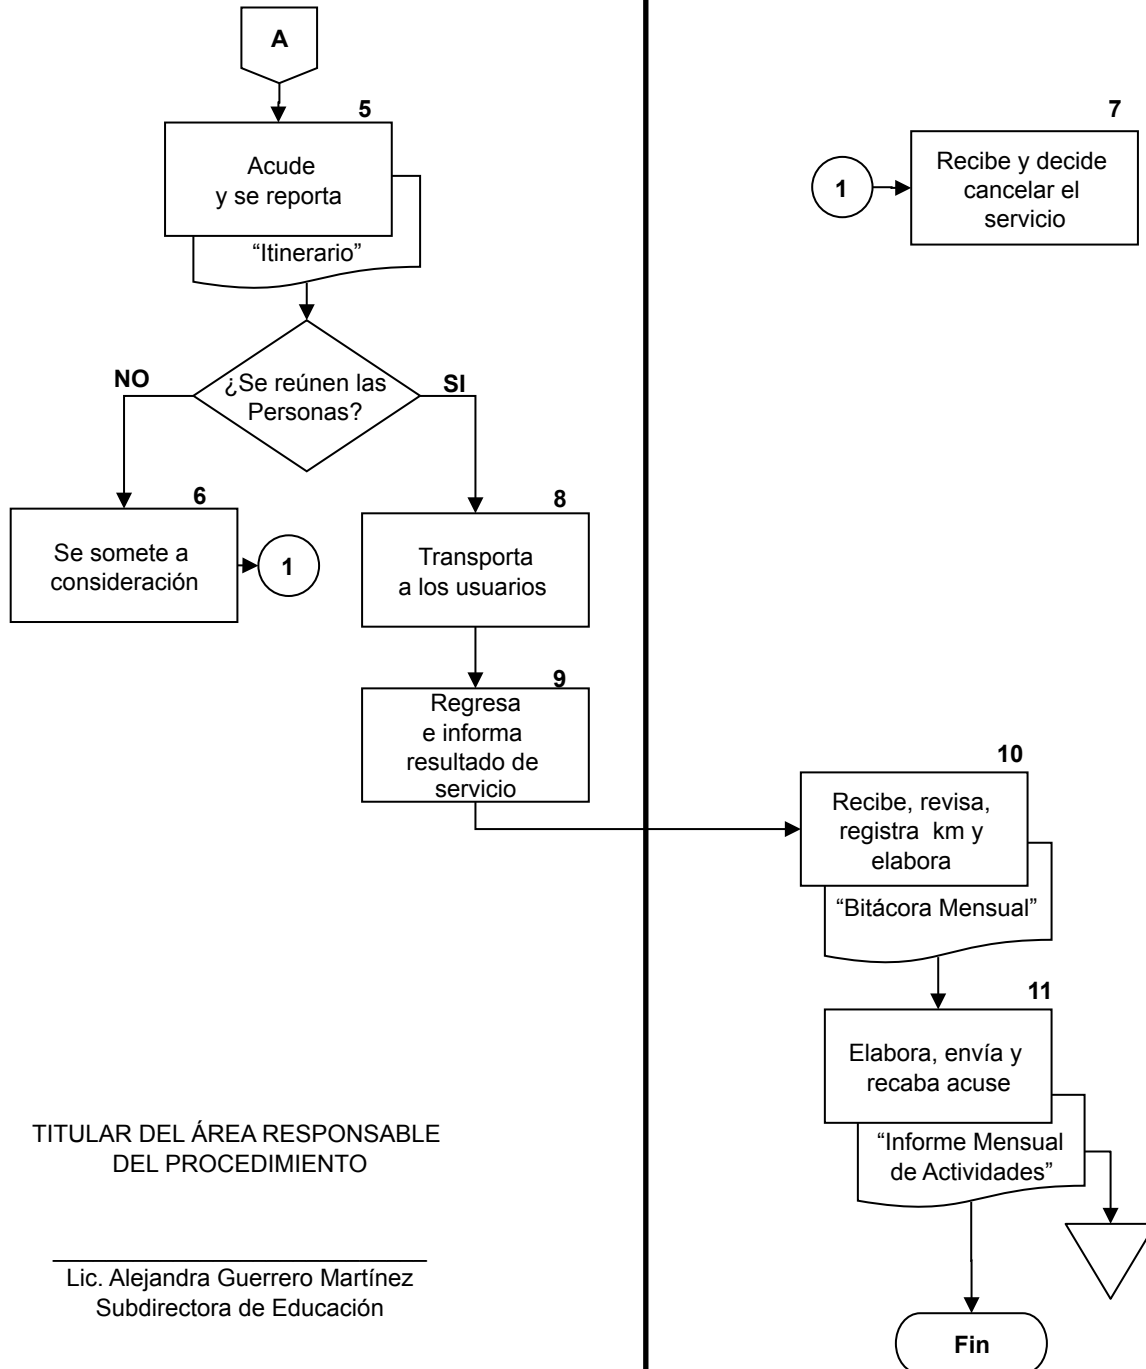 A
5
Acude
y se reporta
“Itinerario”
¿Se reúnen las
Personas?
NO
SI
6
Se somete a
consideración
1
8
Transporta
a los usuarios
9
Regresa
e informa
resultado de
servicio
TITULAR DEL ÁREA RESPONSABLE
DEL PROCEDIMIENTO
Lic. Alejandra Guerrero Martínez
Subdirectora de Educación
7
1
Recibe y decide
cancelar el
servicio
10
Recibe, revisa,
registra km y
elabora
“Bitácora Mensual”
11
Elabora, envía y
recaba acuse
“Informe Mensual
de Actividades”
Fin